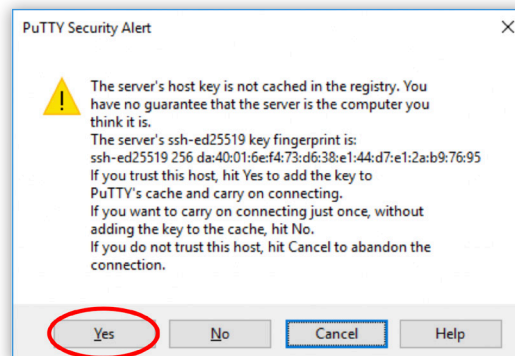 PuTTY Security Alert
The server's host key is not cached in the registry. You
have no guarantee that the server is the computer you
think it is.
The server's ssh-ed25519 key fingerprint is:
ssh-ed25519 256 da:40:01:6e:f4:73:d6:38:e1:44:d7:e1:2a:b9:76:95
If you trust this host, hit Yes to add the key to
PuTTY's cache and carry on connecting.
If you want to carry on connecting just once, without
adding the key to the cache, hit No.
If you do not trust this host, hit Cancel to abandon the
connection.
Yes No Cancel Help